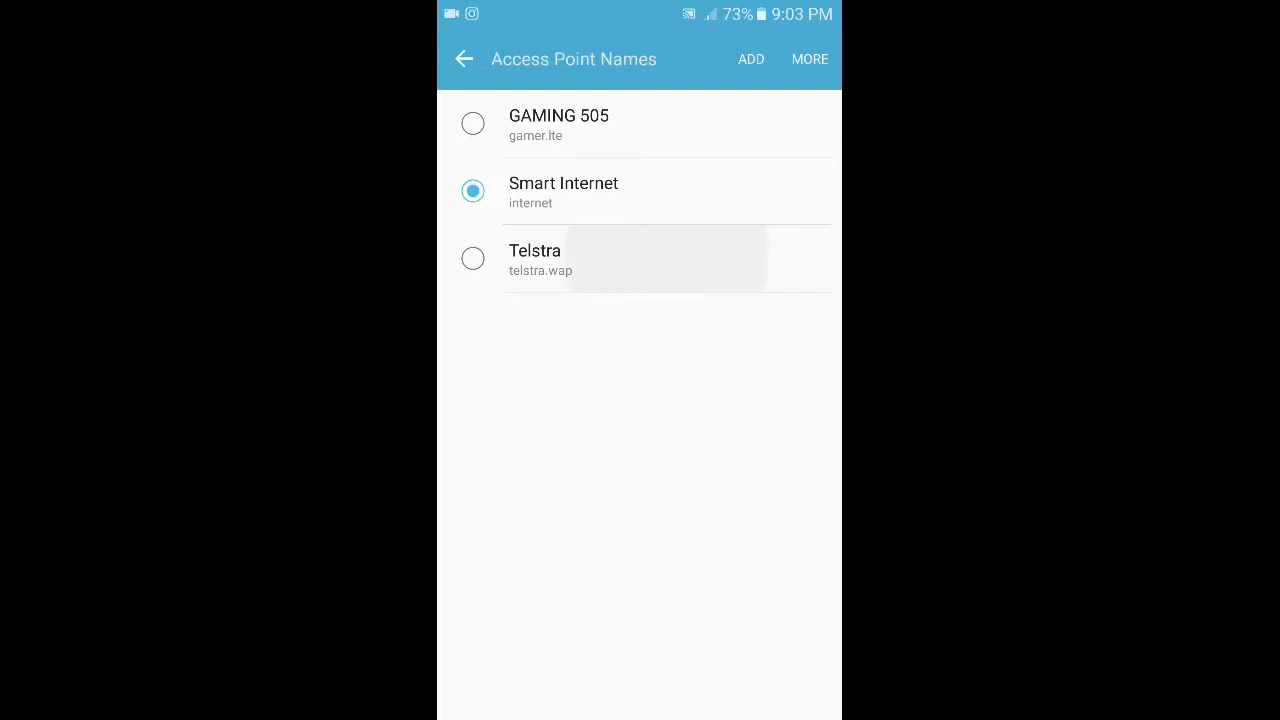 73% 9:03 PM
Access Point Names ADD MORE
GAMING 505
gamer.lte
Smart Internet
internet
Telstra
telstra.wap